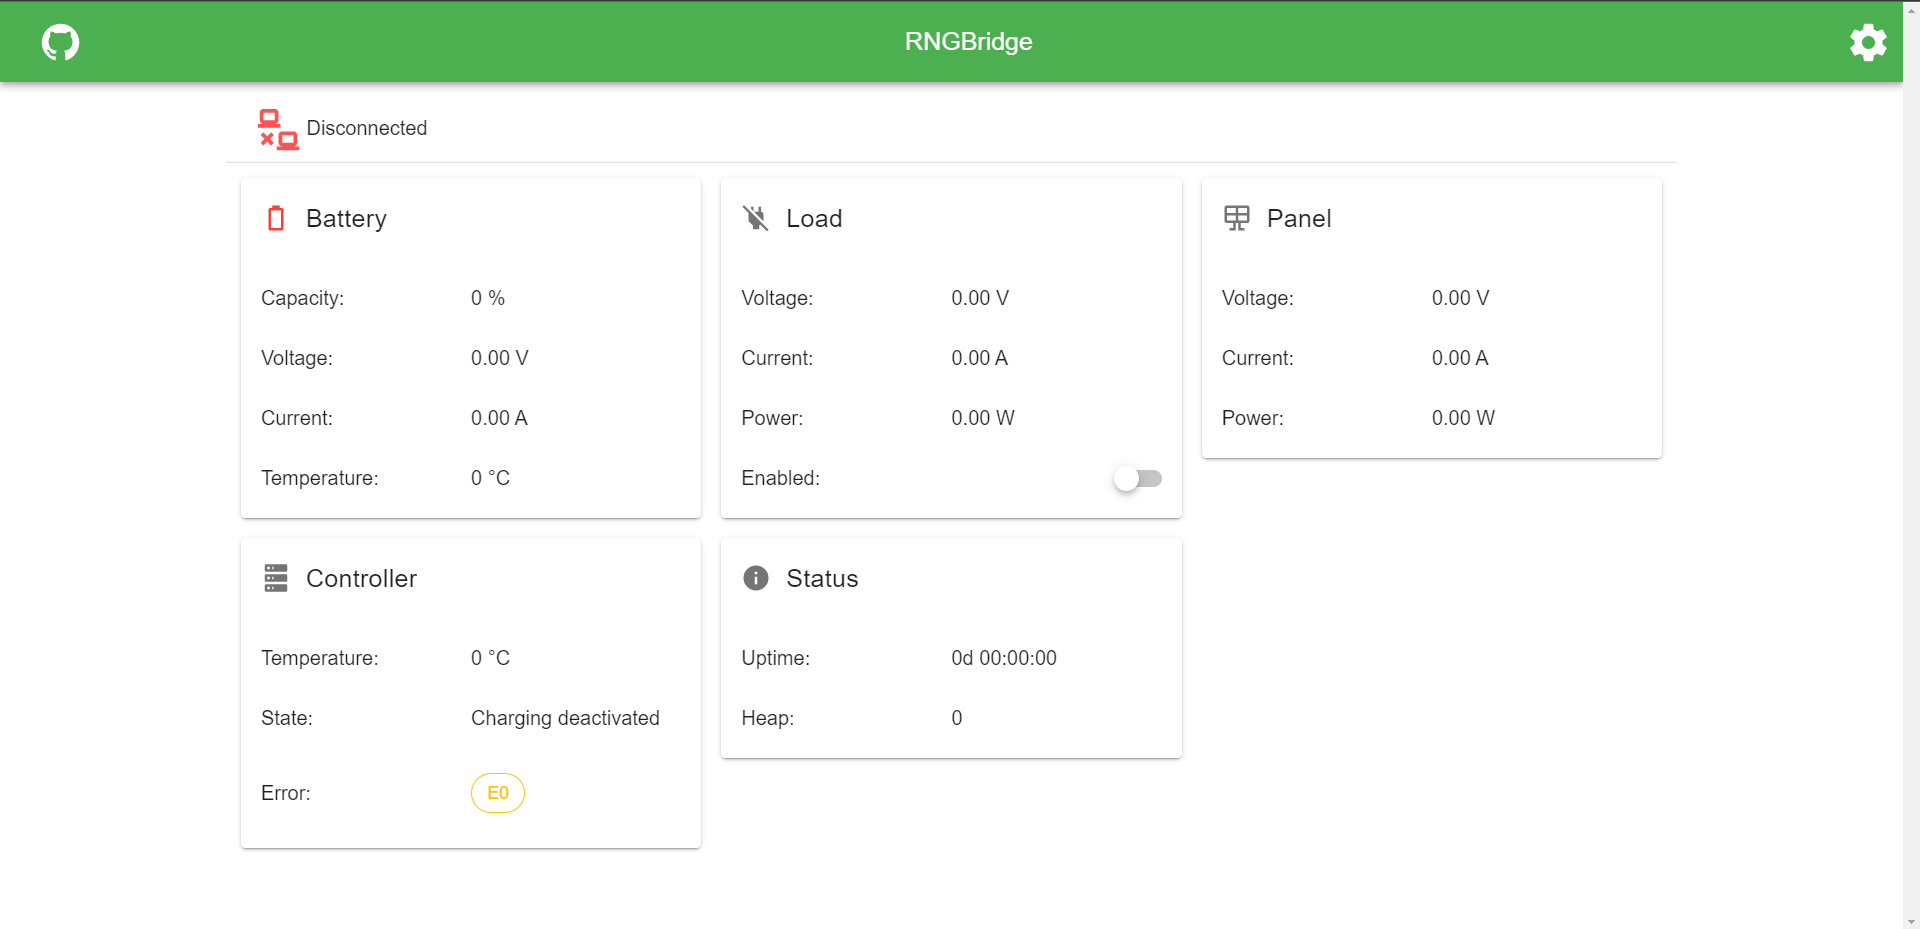 RNGBridge
Disconnected
Battery
Capacity: 0 %
Voltage: 0.00 V
Current: 0.00 A
Temperature: 0 °C
Load
Voltage: 0.00 V
Current: 0.00 A
Power: 0.00 W
Enabled:
Panel
Voltage: 0.00 V
Current: 0.00 A
Power: 0.00 W
Controller
Temperature: 0 °C
State: Charging deactivated
Error: E0
Status
Uptime: 0d 00:00:00
Heap: 0